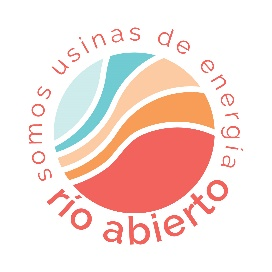 somos usinas de energía
río abierto